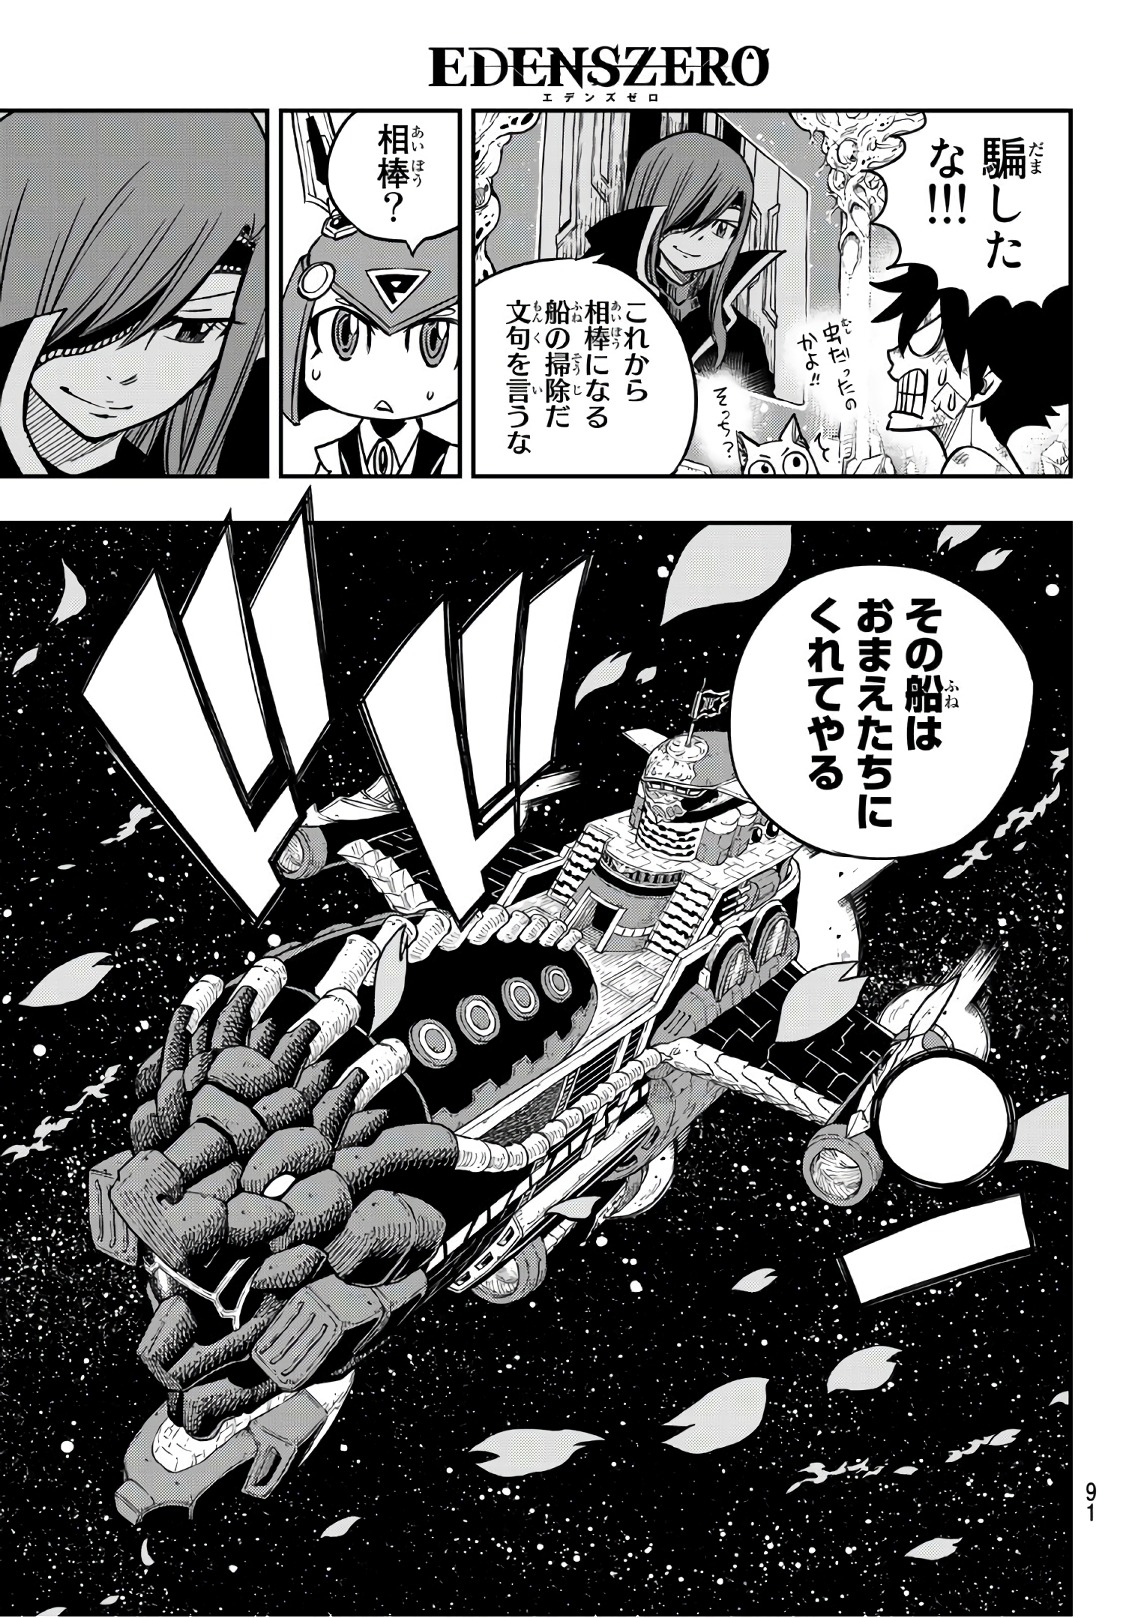 EDENSZERO
エデンズゼロ
騙した
な!!!
虫だったの
かよ!!
そっち?
これから
相棒になる
船の掃除だ
文句を言うな
相棒?
その船は
おまえたちに
くれてやる
91